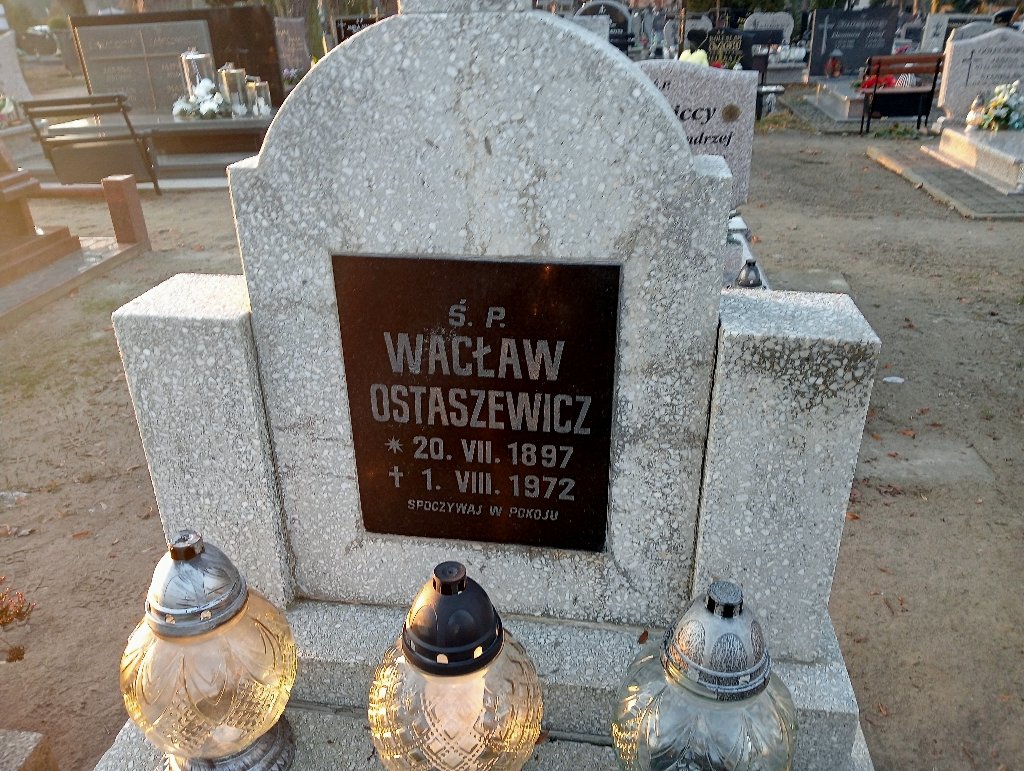 Ś. P.
WACŁAW
OSTASZEWICZ
* 20. VII. 1897
✝ 1. VIII. 1972
SPOCZYWAJ W POKOJU